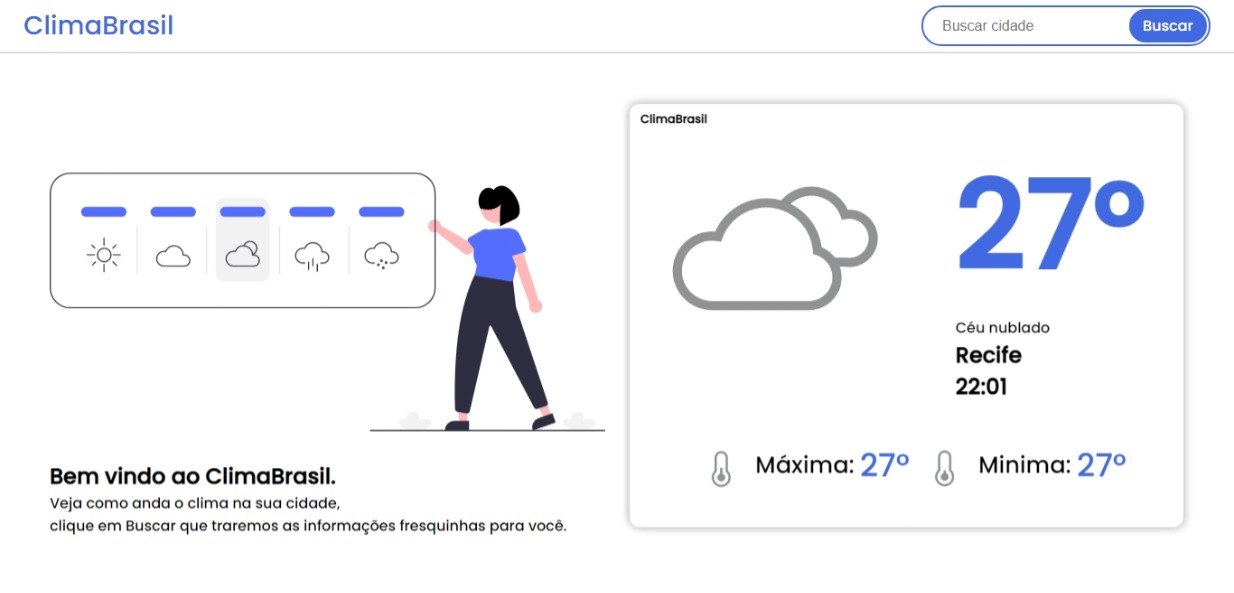 ClimaBrasil
Buscar cidade
Buscar
ClimaBrasil
27º
Céu nublado
Recife
22:01
Máxima: 27º
Minima: 27º
Bem vindo ao ClimaBrasil.
Veja como anda o clima na sua cidade,
clique em Buscar que traremos as informações fresquinhas para você.